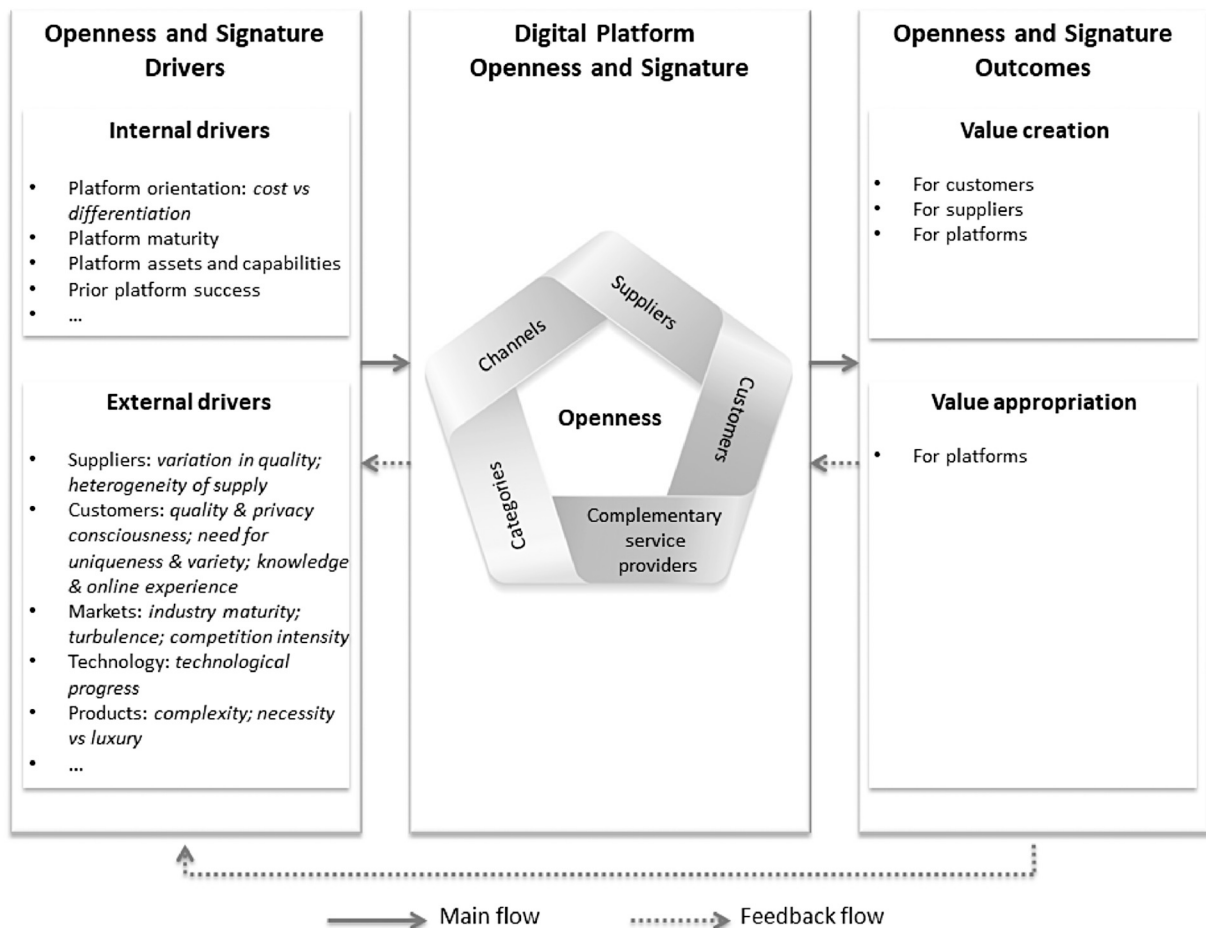 Openness and Signature
Drivers
Internal drivers
• Platform orientation: cost vs
differentiation
• Platform maturity
• Platform assets and capabilities
• Prior platform success
• ...
External drivers
• Suppliers: variation in quality;
heterogeneity of supply
• Customers: quality & privacy
consciousness; need for
uniqueness & variety; knowledge
& online experience
• Markets: industry maturity;
turbulence; competition intensity
• Technology: technological
progress
• Products: complexity; necessity
vs luxury
• ...
Digital Platform
Openness and Signature
Suppliers
Channels
Customers
Openness
Categories
Complementary
service
providers
Openness and Signature
Outcomes
Value creation
• For customers
• For suppliers
• For platforms
Value appropriation
• For platforms
Main flow
Feedback flow